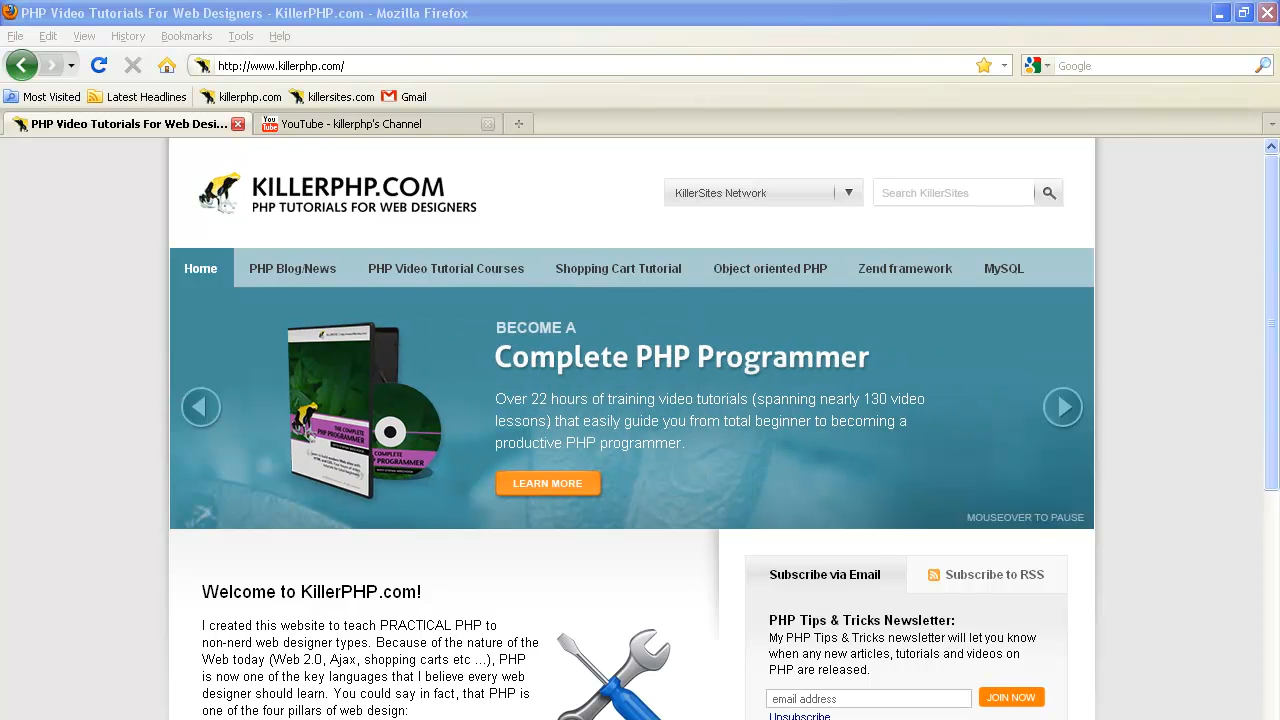 PHP Video Tutorials For Web Designers - KillerPHP.com - Mozilla Firefox
File Edit View History Bookmarks Tools Help
http://www.killerphp.com/ Google
Most Visited Latest Headlines killerphp.com killersites.com Gmail
PHP Video Tutorials For Web Desi... You Tube YouTube - killerphp's Channel
KILLERPHP.COM
PHP TUTORIALS FOR WEB DESIGNERS
KillerSites Network Search KillerSites
Home PHP Blog/News PHP Video Tutorial Courses Shopping Cart Tutorial Object oriented PHP Zend framework MySQL
BECOME A
Complete PHP Programmer
Over 22 hours of training video tutorials (spanning nearly 130 video
lessons) that easily guide you from total beginner to becoming a
productive PHP programmer.
LEARN MORE
THE COMPLETE
PHP PROGRAMMER
COMPLETE
PROGRAMMER
MOUSEOVER TO PAUSE
Welcome to KillerPHP.com!
I created this website to teach PRACTICAL PHP to
non-nerd web designer types. Because of the nature of the
Web today (Web 2.0, Ajax, shopping carts etc ...), PHP
is now one of the key languages that I believe every web
designer should learn. You could say in fact, that PHP is
one of the four pillars of web design:
Subscribe via Email Subscribe to RSS
PHP Tips & Tricks Newsletter:
My PHP Tips & Tricks newsletter will let you know
when any new articles, tutorials and videos on
PHP are released.
email address JOIN NOW
Unsubscribe